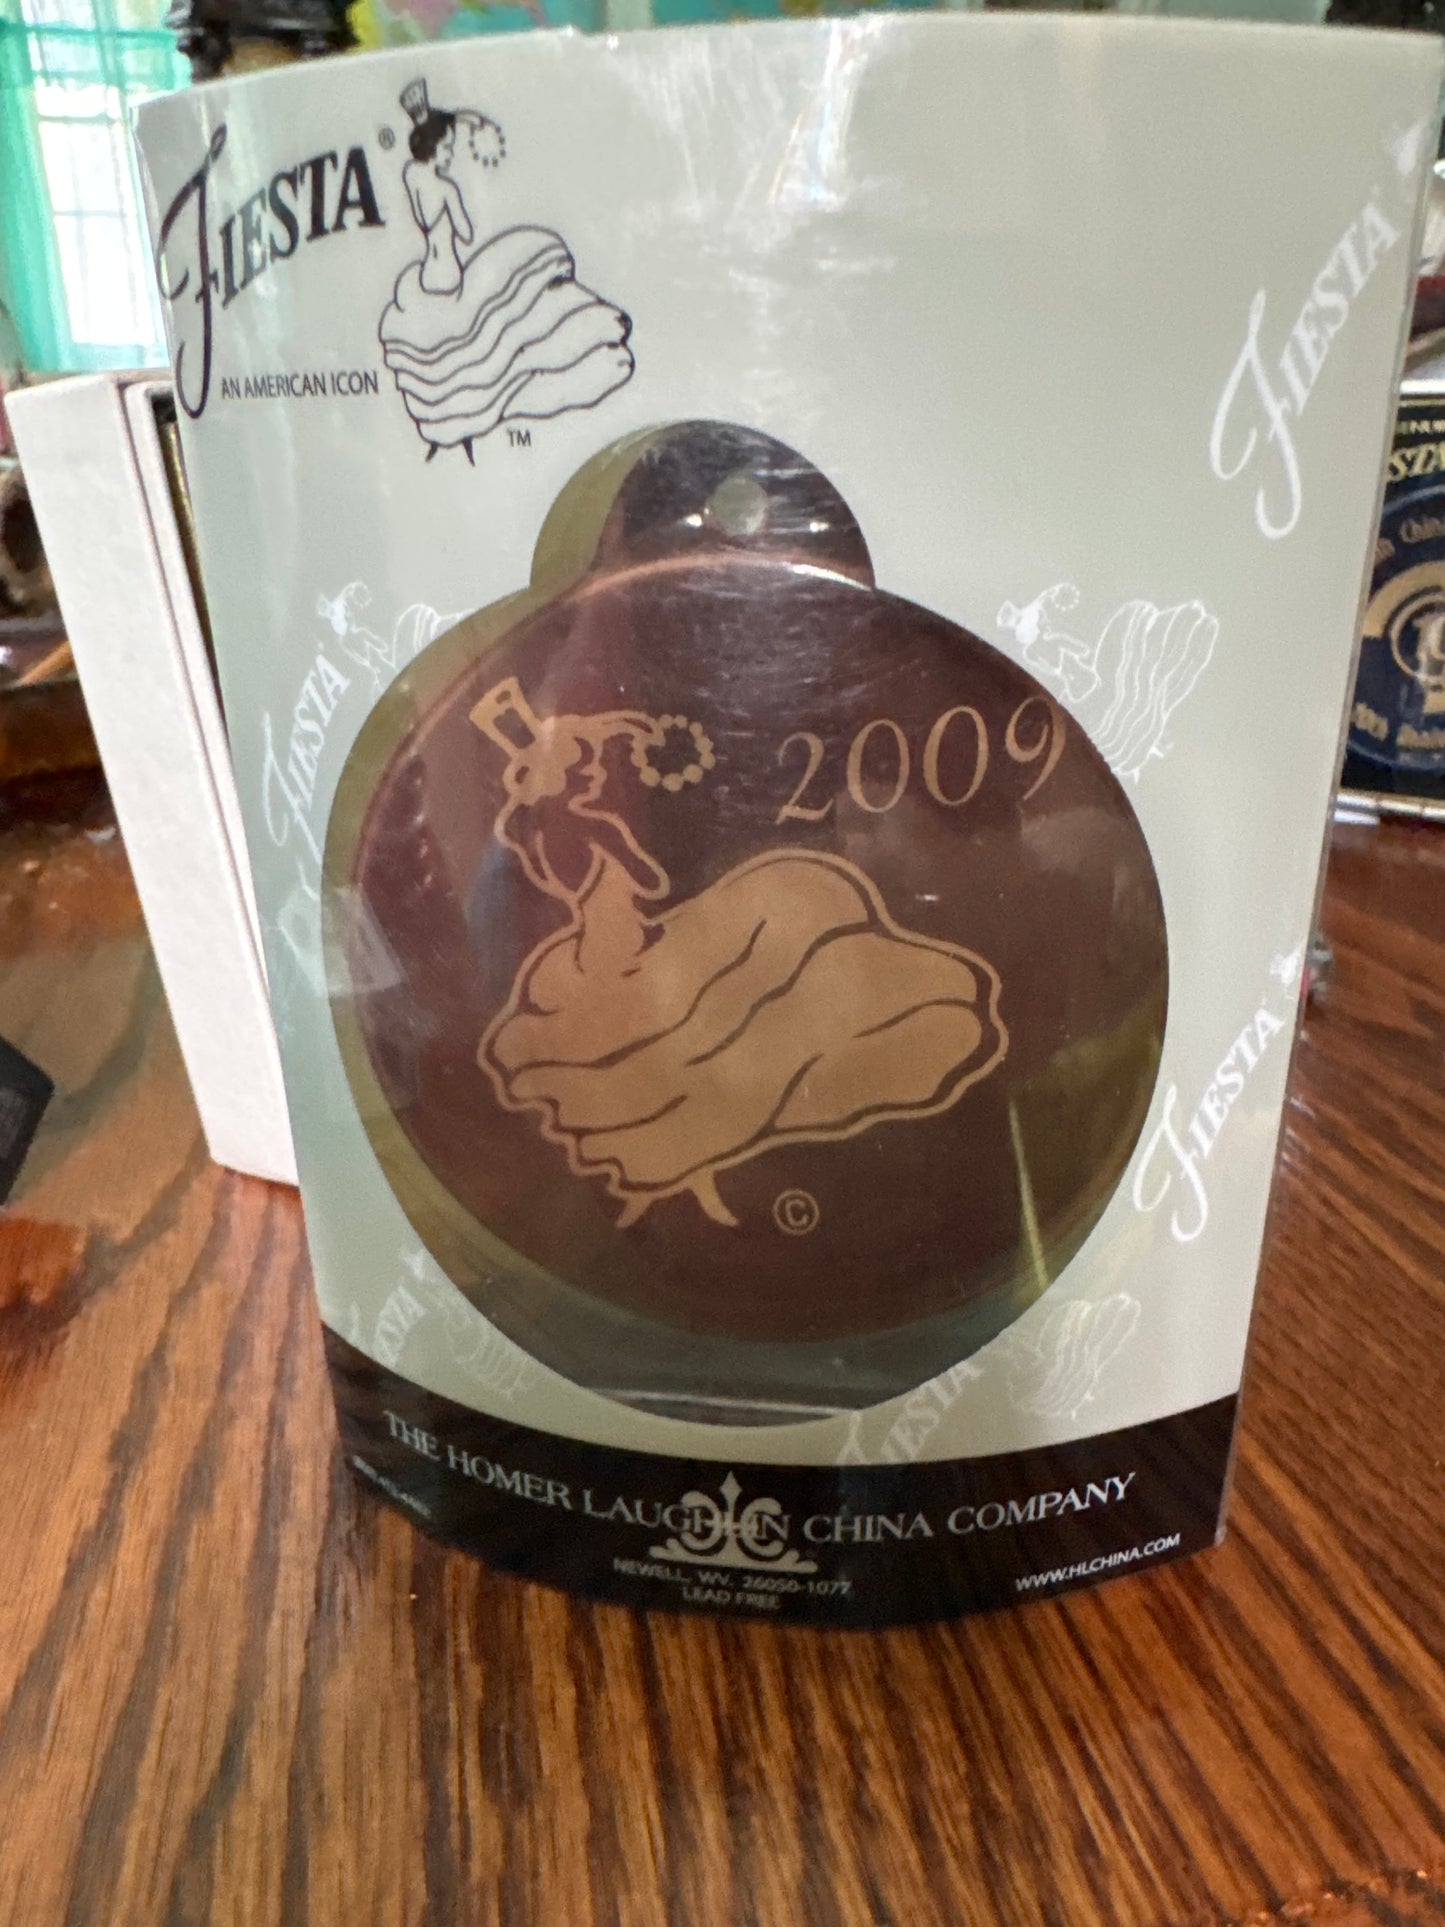 FIESTA®
AN AMERICAN ICON
TM
FIESTA
FIESTA
2009
©
FIESTA
FIESTA
THE HOMER LAUGHLIN CHINA COMPANY
NEWELL, WV. 26050-1077
LEAD FREE
WWW.HLCHINA.COM